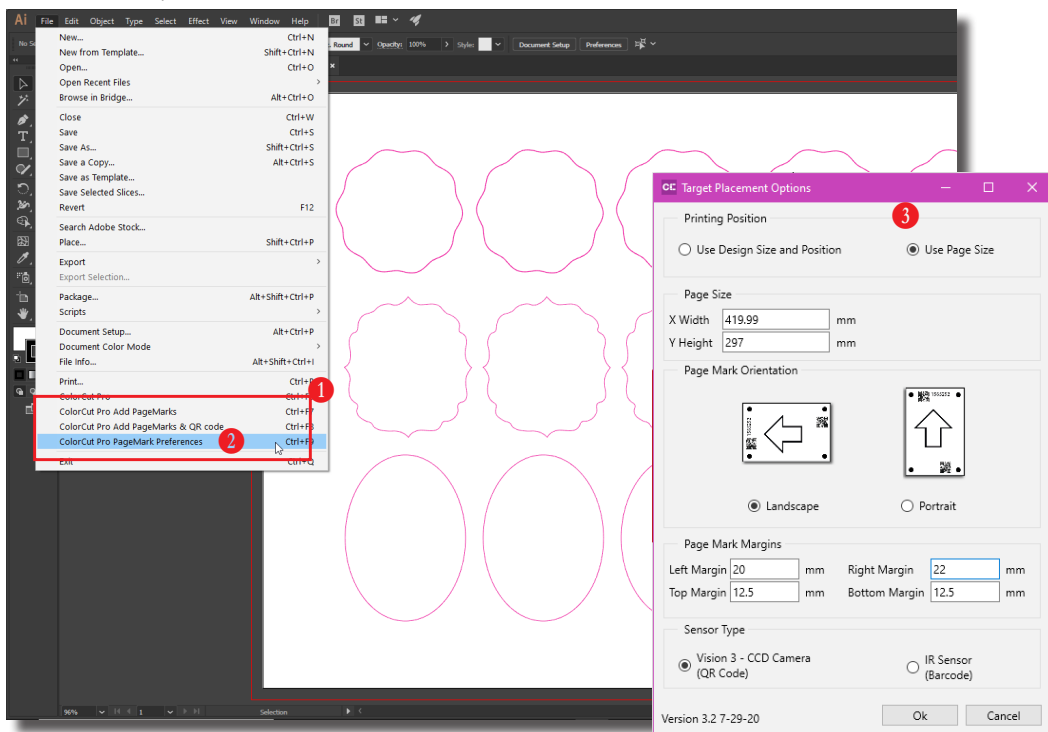 Ai File Edit Object Type Select Effect View Window Help Br St
No Se
Round Opacity: 100% Style: Document Setup Preferences
New... Ctrl+N
New from Template... Shift+Ctrl+N
Open... Ctrl+O
Open Recent Files
Browse in Bridge... Alt+Ctrl+O
Close Ctrl+W
Save Ctrl+S
Save As... Shift+Ctrl+S
Save a Copy... Alt+Ctrl+S
Save as Template...
Save Selected Slices...
Revert F12
Search Adobe Stock...
Place... Shift+Ctrl+P
Export
Export Selection...
Package... Alt+Shift+Ctrl+P
Scripts
Document Setup... Alt+Ctrl+P
Document Color Mode
File Info... Alt+Shift+Ctrl+I
Print... Ctrl+P
ColorCut Pro
1
ColorCut Pro Add PageMarks Ctrl+F7
ColorCut Pro Add PageMarks & QR code Ctrl+F8
ColorCut Pro PageMark Preferences 2 Ctrl+F9
Exit Ctrl+Q
96% 1 Selection
Target Placement Options
Printing Position 3
Use Design Size and Position Use Page Size
Page Size
X Width 419.99 mm
Y Height 297 mm
Page Mark Orientation
Landscape Portrait
Page Mark Margins
Left Margin 20 mm Right Margin 22 mm
Top Margin 12.5 mm Bottom Margin 12.5 mm
Sensor Type
Vision 3 - CCD Camera
(QR Code)
IR Sensor
(Barcode)
Version 3.2 7-29-20 Ok Cancel